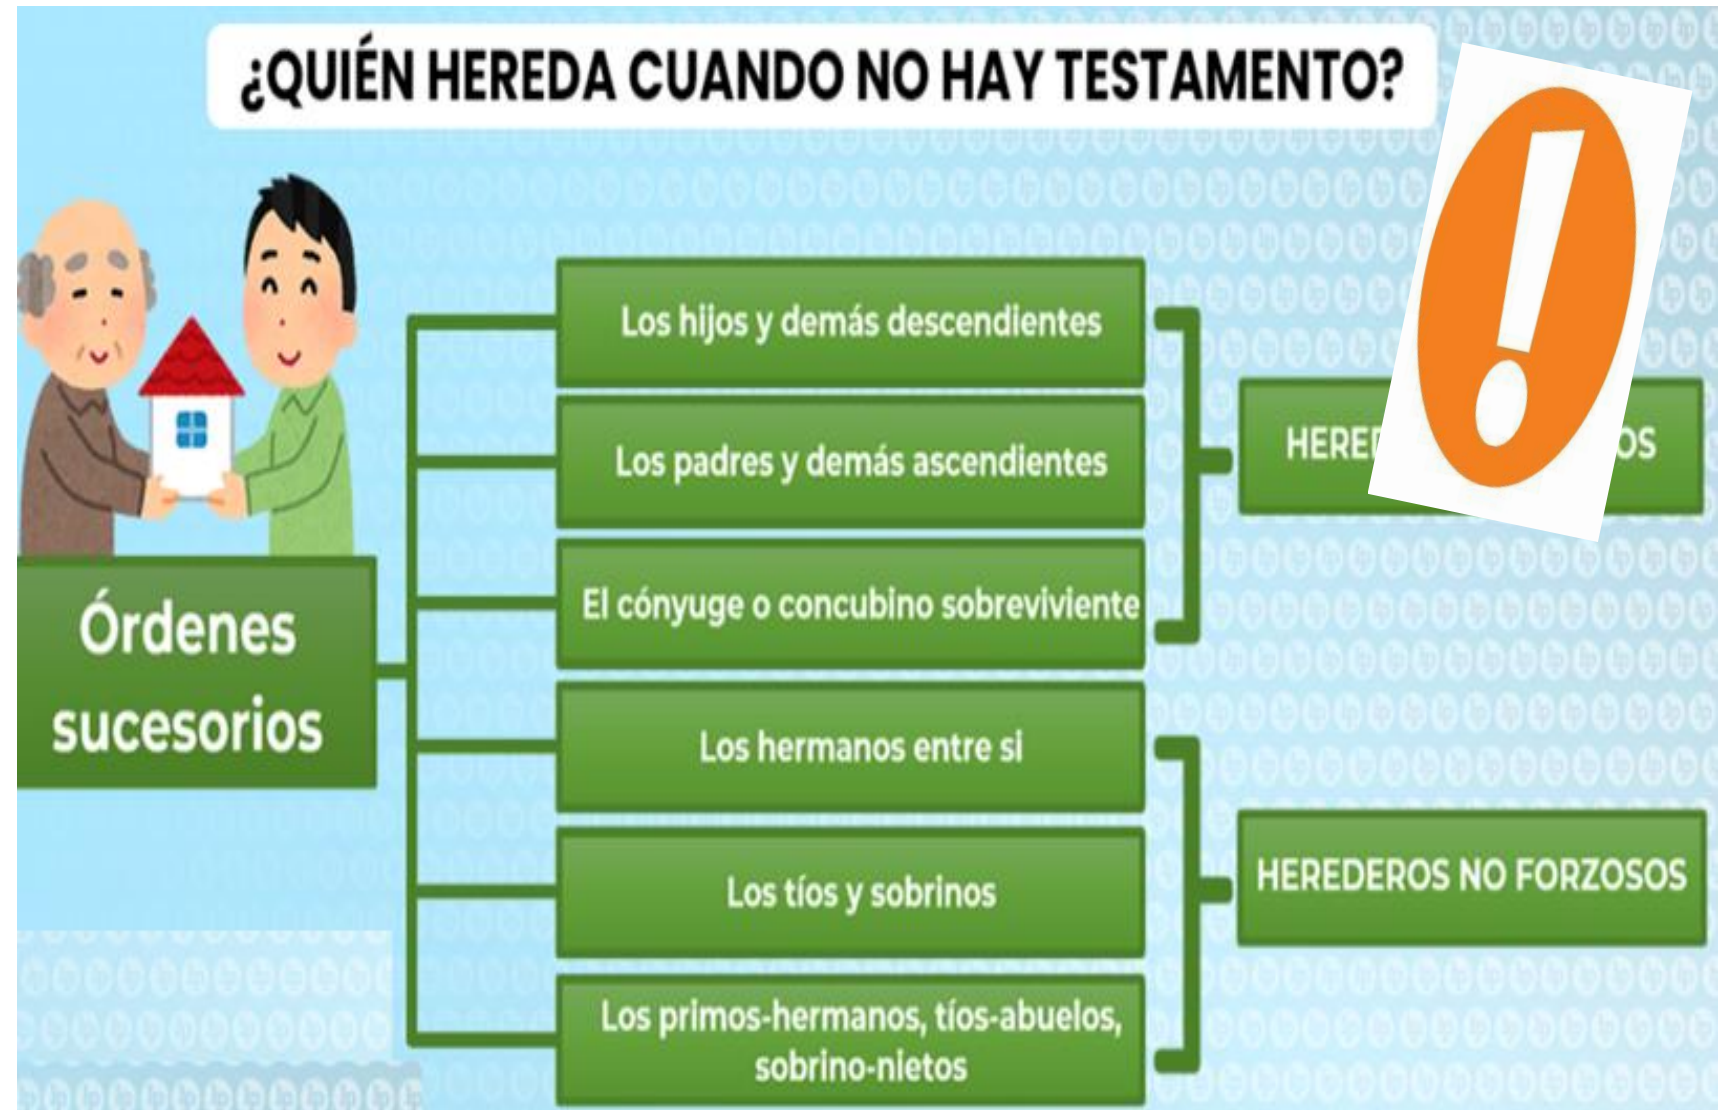 ¿QUIÉN HEREDA CUANDO NO HAY TESTAMENTO?
Los hijos y demás descendientes
Los padres y demás ascendientes
El cónyuge o concubino sobreviviente
Los hermanos entre si
Los tíos y sobrinos
Los primos-hermanos, tíos-abuelos,
sobrino-nietos
Órdenes
sucesorios
HEREDEROS NO FORZOSOS